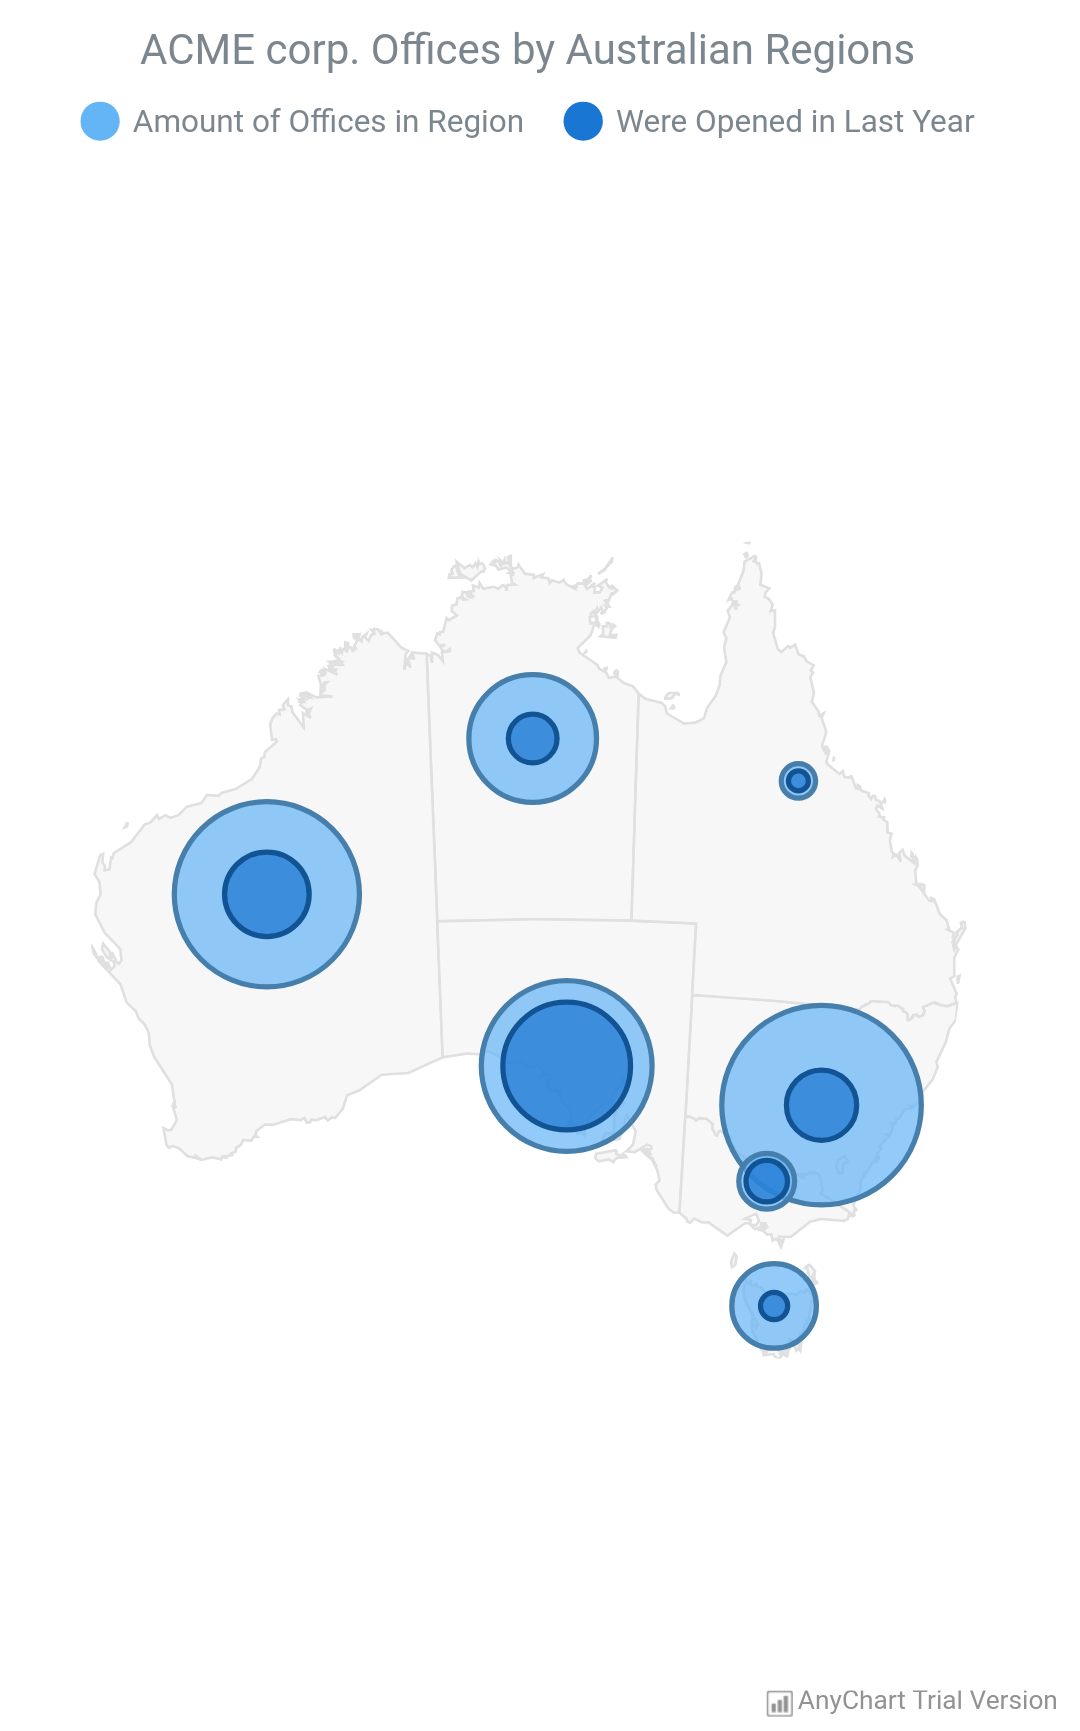 ACME corp. Offices by Australian Regions
Amount of Offices in Region Were Opened in Last Year
AnyChart Trial Version